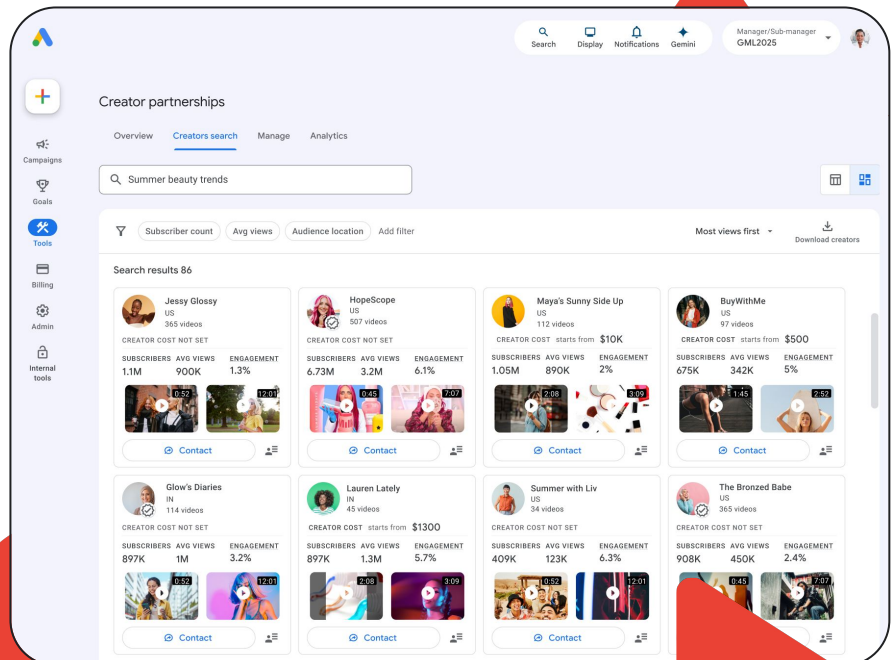 Search
Display
Notifications
Gemini
Manager/Sub-manager
GML2025
Creator partnerships
Campaigns
Goals
Tools
Billing
Admin
Internal tools
Overview
Creators search
Manage
Analytics
Summer beauty trends
Subscriber count
Avg views
Audience location
Add filter
Most views first
Download creators
Search results 86
Jessy Glossy
US
365 videos
CREATOR COST NOT SET
SUBSCRIBERS AVG VIEWS ENGAGEMENT
1.1M 900K 1.3%
0:52 12:01
Contact
HopeScope
US
507 videos
CREATOR COST NOT SET
SUBSCRIBERS AVG VIEWS ENGAGEMENT
6.73M 3.2M 6.1%
0:45 7:07
Contact
Maya's Sunny Side Up
US
112 videos
CREATOR COST starts from $10K
SUBSCRIBERS AVG VIEWS ENGAGEMENT
1.05M 890K 2%
2:08 3:09
Contact
BuyWithMe
US
97 videos
CREATOR COST starts from $500
SUBSCRIBERS AVG VIEWS ENGAGEMENT
675K 342K 5%
1:45 2:52
Contact
Glow's Diaries
IN
114 videos
CREATOR COST NOT SET
SUBSCRIBERS AVG VIEWS ENGAGEMENT
897K 1M 3.2%
0:52 12:01
Contact
Lauren Lately
IN
45 videos
CREATOR COST starts from $1300
SUBSCRIBERS AVG VIEWS ENGAGEMENT
897K 1.3M 5.7%
2:08 3:09
Contact
Summer with Liv
US
34 videos
CREATOR COST NOT SET
SUBSCRIBERS AVG VIEWS ENGAGEMENT
409K 123K 6.3%
0:52 12:01
Contact
The Bronzed Babe
US
365 videos
CREATOR COST NOT SET
SUBSCRIBERS AVG VIEWS ENGAGEMENT
908K 450K 2.4%
0:45 7:07